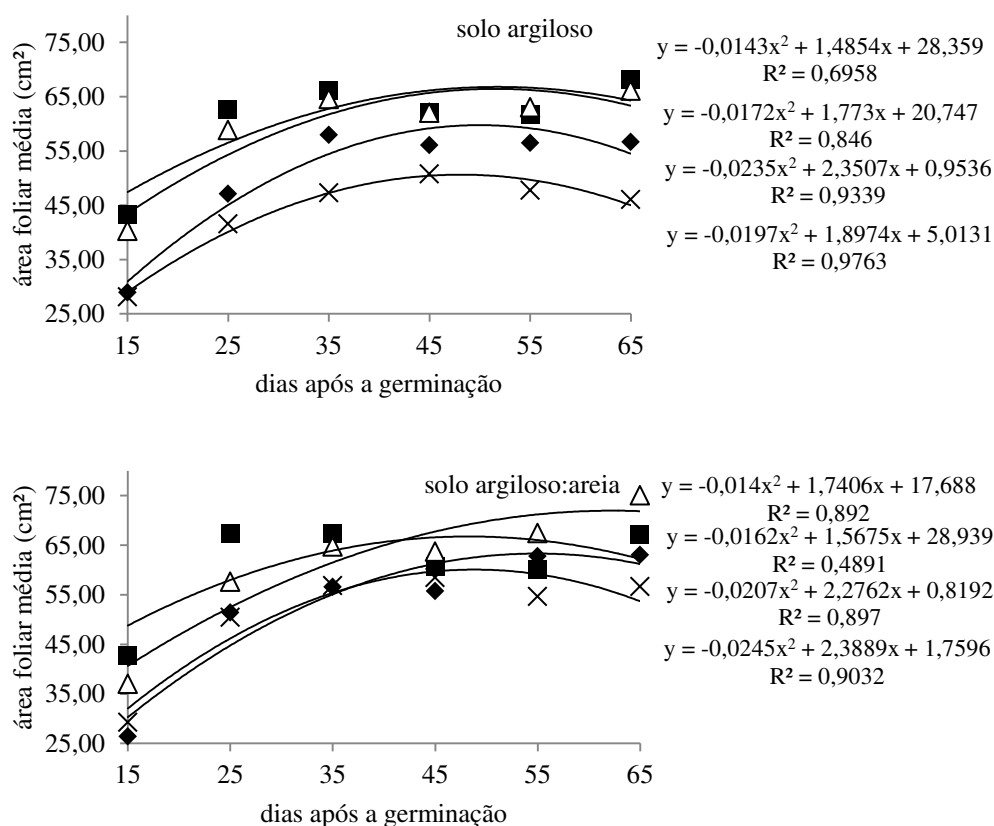 solo argiloso
área foliar média (cm²)
75,00
65,00
55,00
45,00
35,00
25,00
15 25 35 45 55 65
dias após a germinação
y = -0,0143x² + 1,4854x + 28,359
R² = 0,6958
y = -0,0172x² + 1,773x + 20,747
R² = 0,846
y = -0,0235x² + 2,3507x + 0,9536
R² = 0,9339
y = -0,0197x² + 1,8974x + 5,0131
R² = 0,9763
solo argiloso:areia
área foliar média (cm²)
75,00
65,00
55,00
45,00
35,00
25,00
15 25 35 45 55 65
dias após a germinação
y = -0,014x² + 1,7406x + 17,688
R² = 0,892
y = -0,0162x² + 1,5675x + 28,939
R² = 0,4891
y = -0,0207x² + 2,2762x + 0,8192
R² = 0,897
y = -0,0245x² + 2,3889x + 1,7596
R² = 0,9032